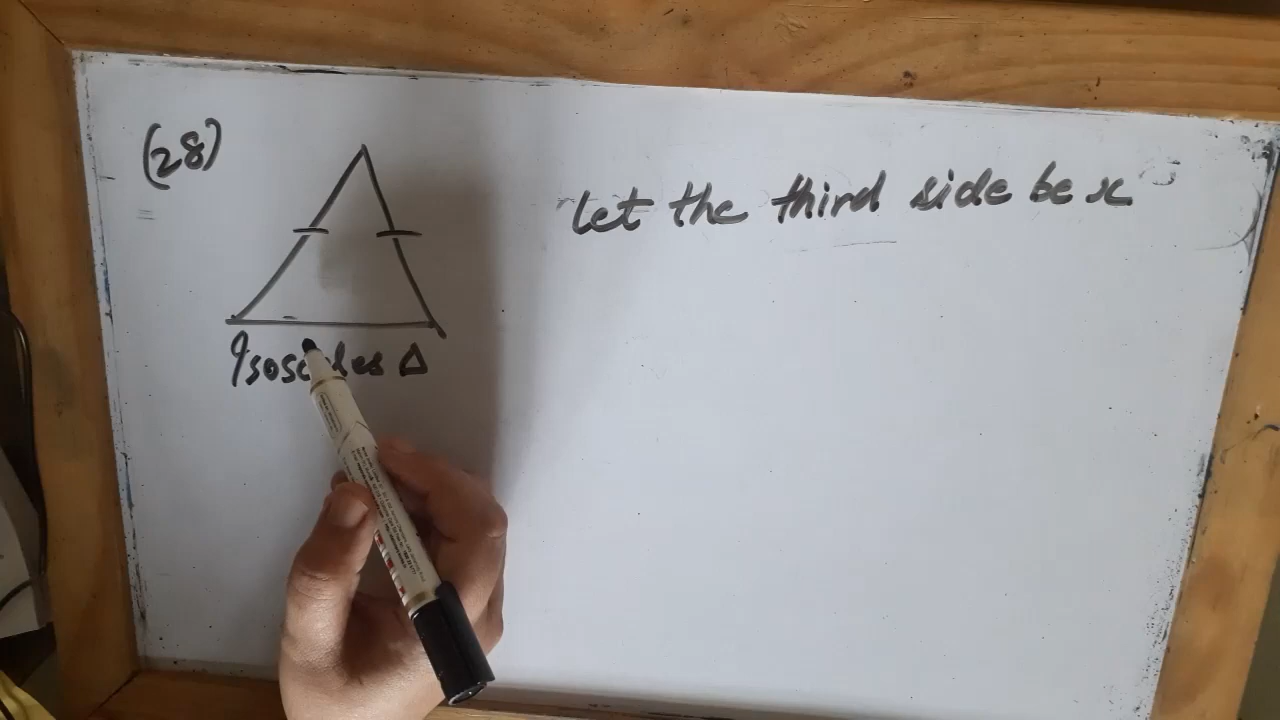 (28)
let the third side be x
Isosceles Δ